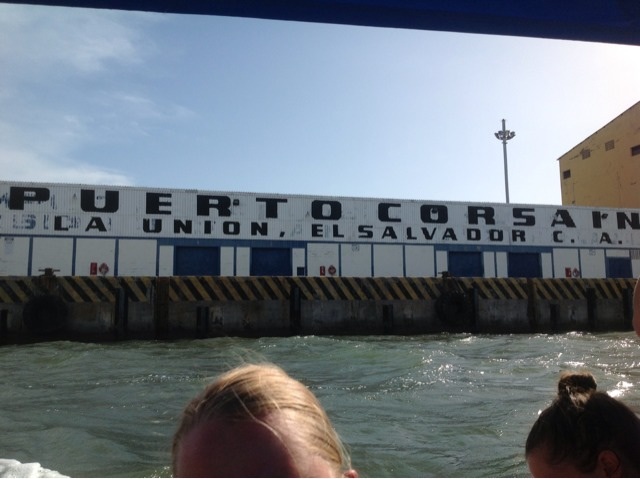 PUERTO CORSAIN
LA UNION, EL SALVADOR C. A.